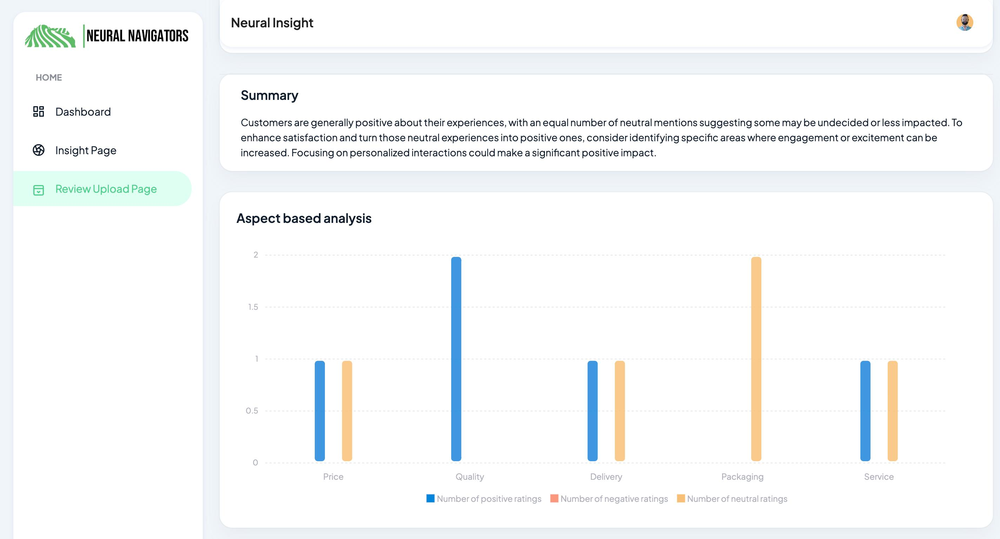 NEURAL NAVIGATORS
HOME
Dashboard
Insight Page
Review Upload Page
Neural Insight
Summary
Customers are generally positive about their experiences, with an equal number of neutral mentions suggesting some may be undecided or less impacted. To
enhance satisfaction and turn those neutral experiences into positive ones, consider identifying specific areas where engagement or excitement can be
increased. Focusing on personalized interactions could make a significant positive impact.
Aspect based analysis
2
1.5
1
0.5
0
Price Quality Delivery Packaging Service
Number of positive ratings Number of negative ratings Number of neutral ratings